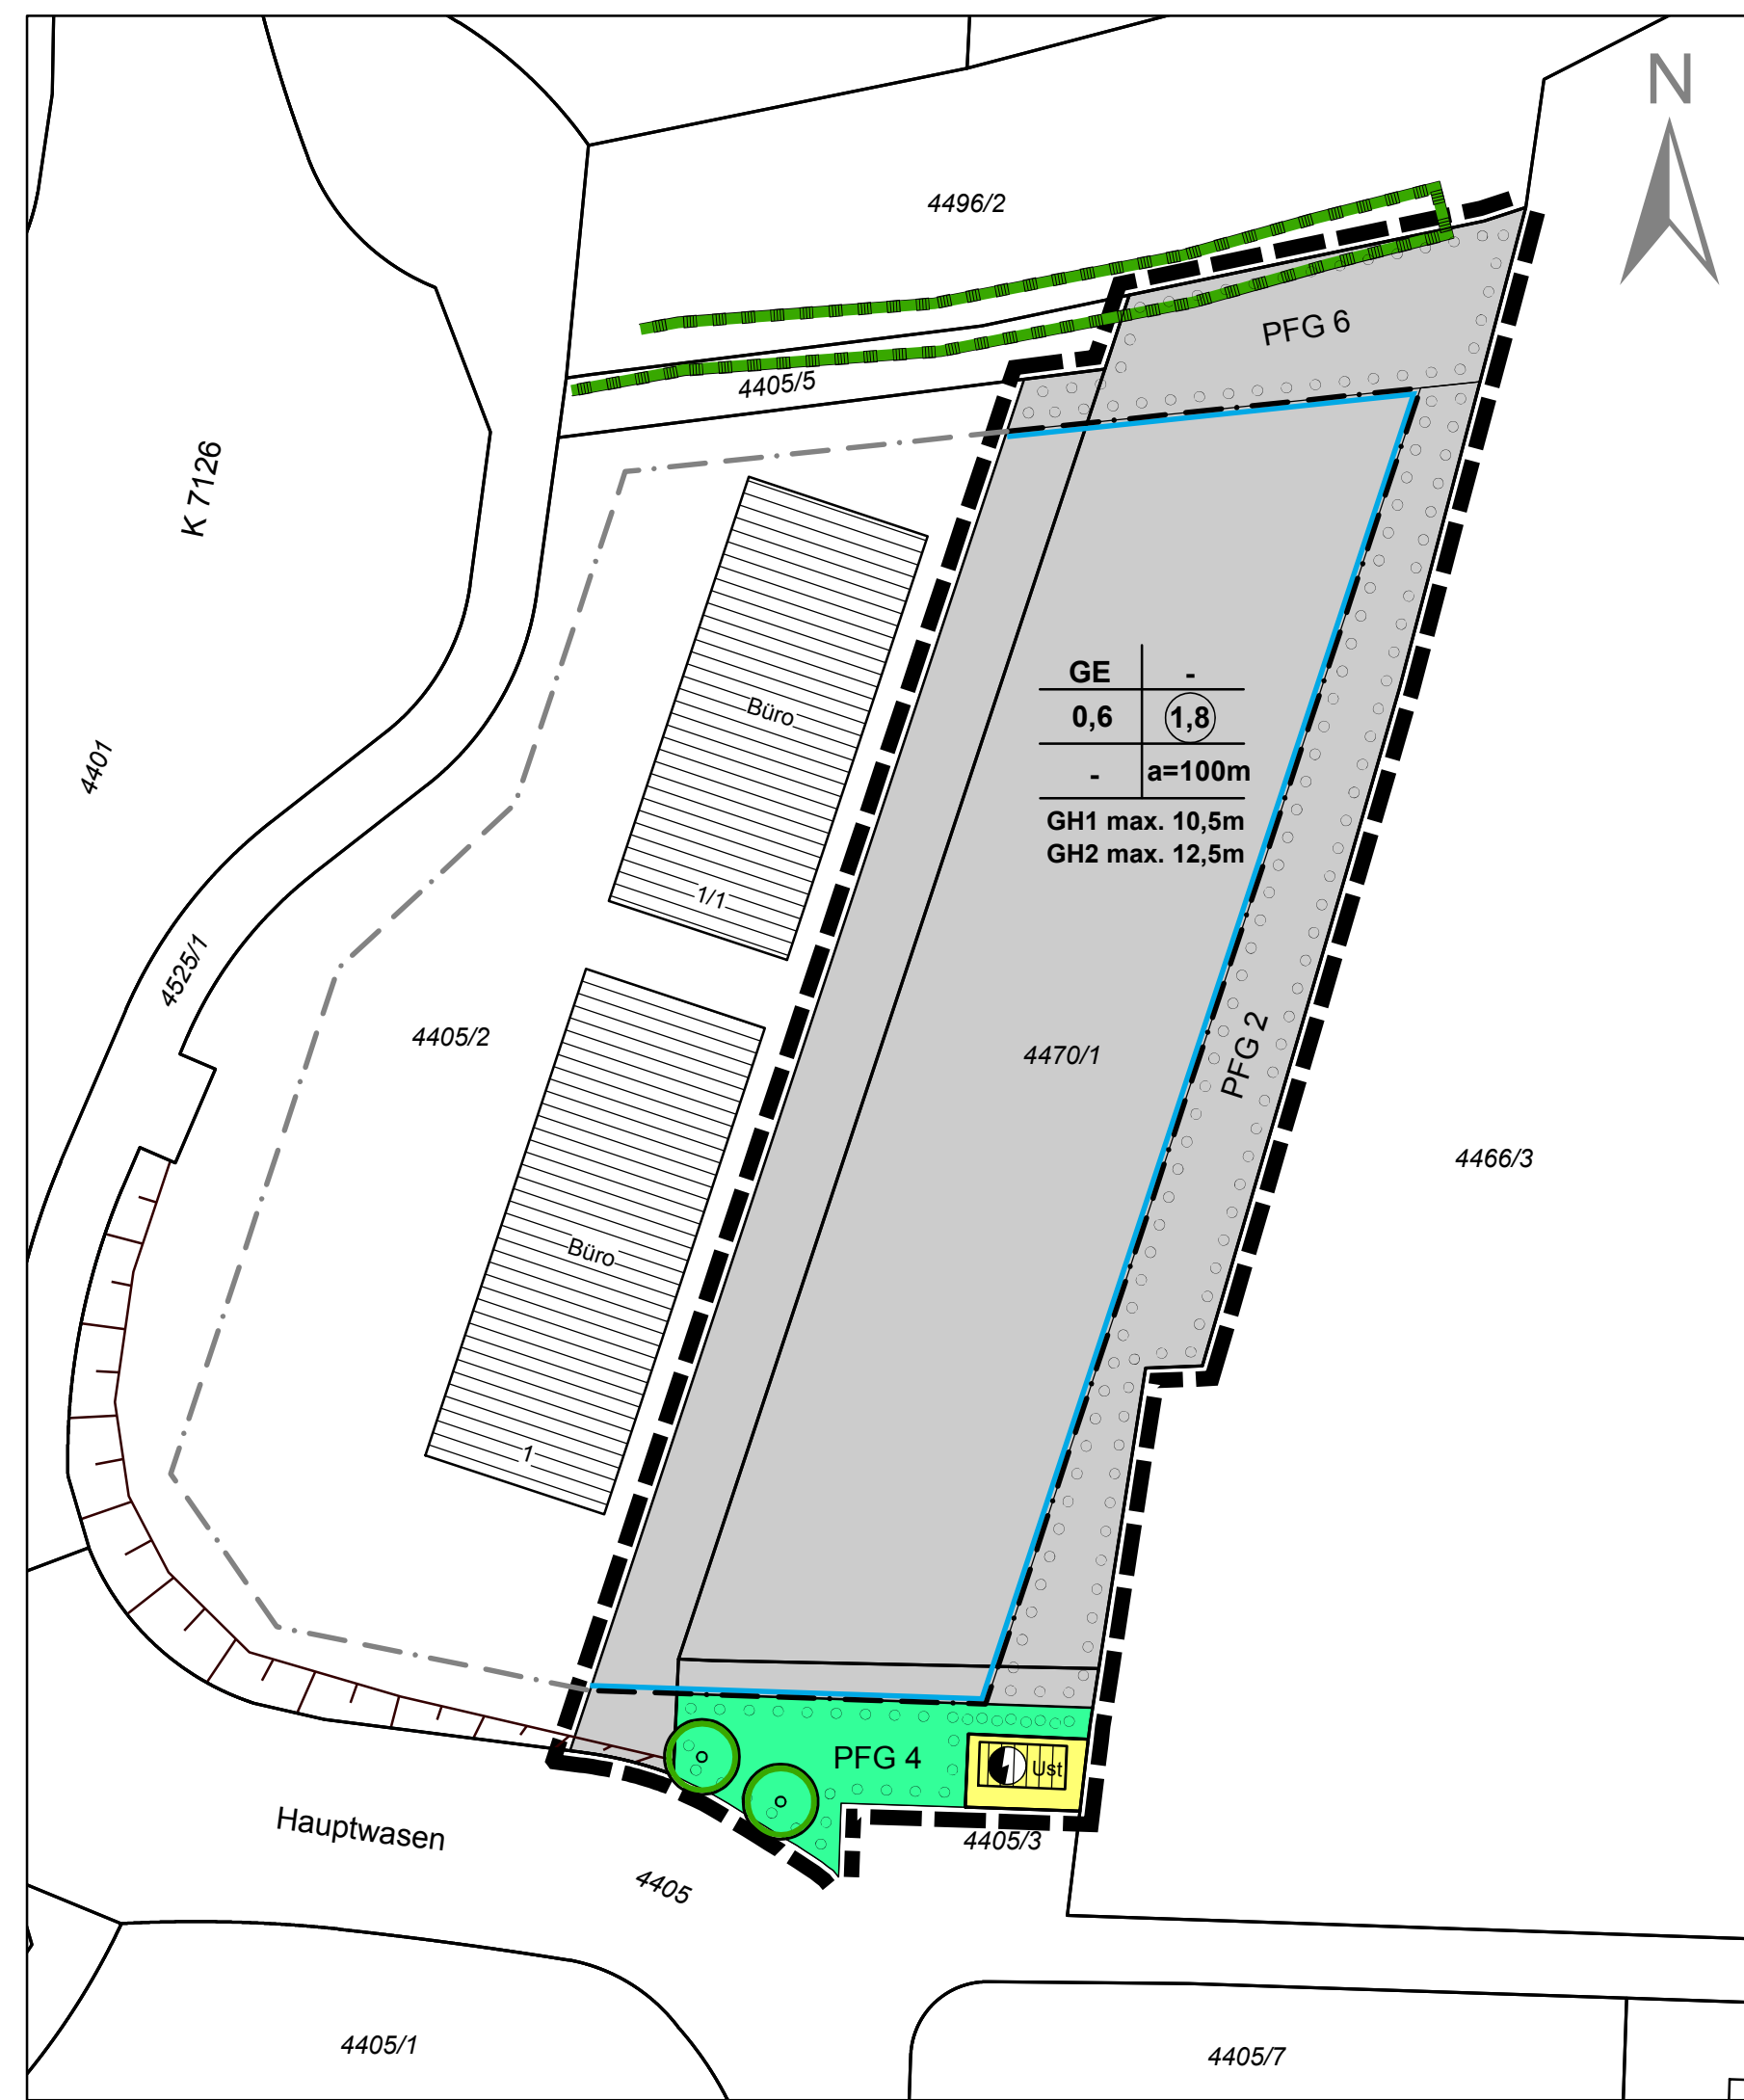 N
4496/2
PFG 6
4405/5
K 7126
GE -
Büro
0,6 1,8
4401
- a=100m
GH1 max. 10,5m
GH2 max. 12,5m
1/1
4525/1
4405/2
4470/1
PFG 2
4466/3
Büro
1
PFG 4
Ust
Hauptwasen
4405/3
4405
4405/1
4405/7